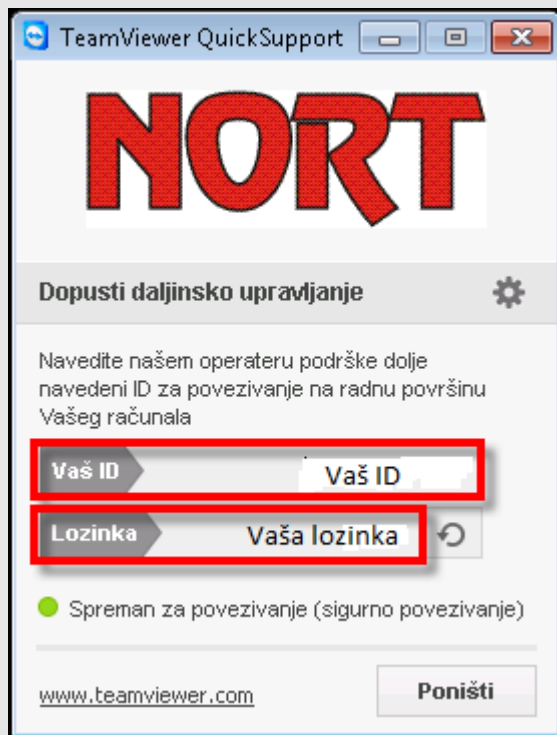 TeamViewer QuickSupport
NORT
Dopusti daljinsko upravljanje
Navedite našem operateru podrške dolje
navedeni ID za povezivanje na radnu površinu
Vašeg računala
Vaš ID Vaš ID
Lozinka Vaša lozinka
Spreman za povezivanje (sigurno povezivanje)
www.teamviewer.com Poništi